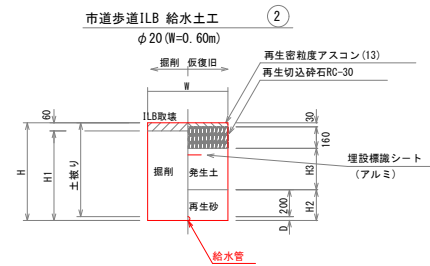 市道歩道ILB 給水土工 ②
φ20(W=0.60m)
掘削 仮復旧
W
再生密粒度アスコン(13)
再生切込砕石RC-30
ILB取壊
60
30
160
H
H1
土被り
掘削
発生土
埋設標識シート
(アルミ)
H3
再生砂
200
H2
D
給水管